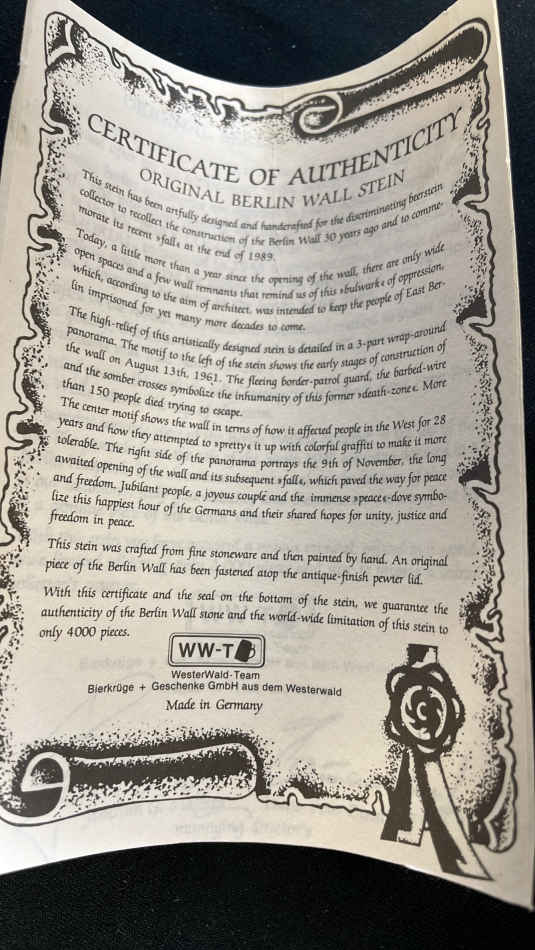 CERTIFICATE OF AUTHENTICITY
ORIGINAL BERLIN WALL STEIN
This stein has been artfully designed and handcrafted for the discriminating beerstein
collector to recollect the construction of the Berlin Wall 30 years ago and to comme-
morate its recent »fall« at the end of 1989.
Today, a little more than a year since the opening of the wall, there are only wide
open spaces and a few wall remnants that remind us of this »bulwark« of oppression,
which, according to the aim of architect, was intended to keep the people of East Ber-
lin imprisoned for yet many more decades to come.
The high-relief of this artistically designed stein is detailed in a 3-part wrap-around
panorama. The motif to the left of the stein shows the early stages of construction of
the wall on August 13th, 1961. The fleeing border-patrol guard, the barbed-wire
and the somber crosses symbolize the inhumanity of this former »death-zone«. More
than 150 people died trying to escape.
The center motif shows the wall in terms of how it affected people in the West for 28
years and how they attempted to »pretty« it up with colorful graffiti to make it more
tolerable. The right side of the panorama portrays the 9th of November, the long
awaited opening of the wall and its subsequent »fall«, which paved the way for peace
and freedom. Jubilant people, a joyous couple and the immense »peace«-dove symbo-
lize this happiest hour of the Germans and their shared hopes for unity, justice and
freedom in peace.
This stein was crafted from fine stoneware and then painted by hand. An original
piece of the Berlin Wall has been fastened atop the antique-finish pewter lid.
With this certificate and the seal on the bottom of the stein, we guarantee the
authenticity of the Berlin Wall stone and the world-wide limitation of this stein to
only 4000 pieces.
WW-T
WesterWald-Team
Bierkrüge + Geschenke GmbH aus dem Westerwald
Made in Germany